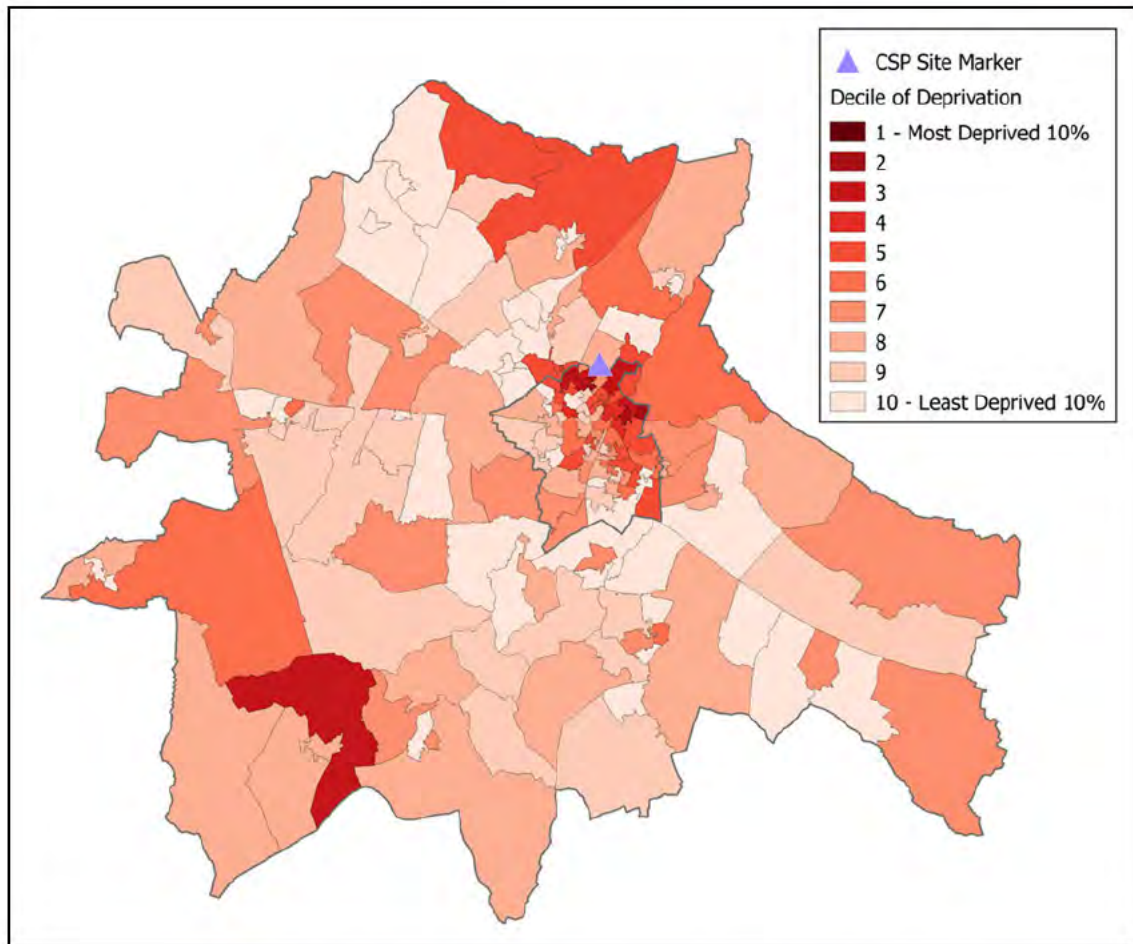 CSP Site Marker
Decile of Deprivation
1 - Most Deprived 10%
2
3
4
5
6
7
8
9
10 - Least Deprived 10%